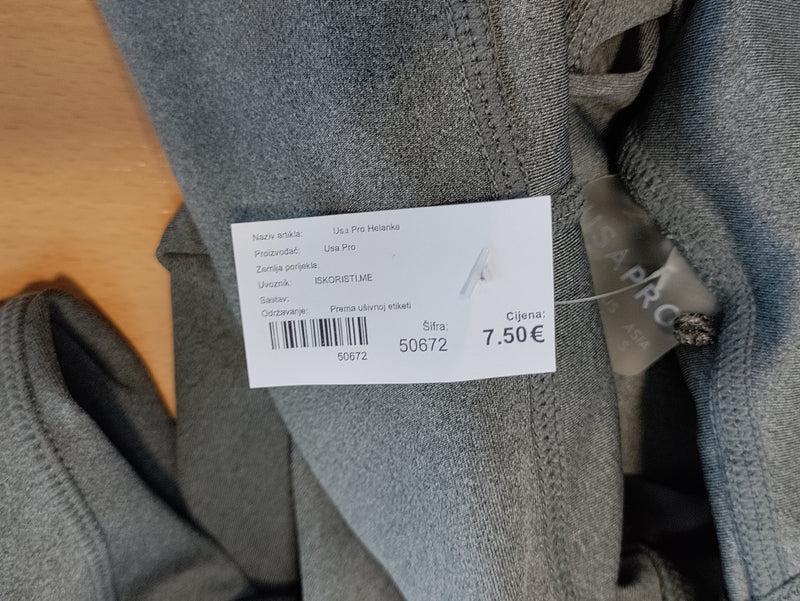 Naziv artikla: Usa Pro Helanke
Proizvođač: Usa Pro
Zemlja porijekla:
Uvoznik: ISKORISTI.ME
Sastav:
Održavanje: Prema ušivnoj etiketi
50672
Šifra:
50672
Cijena:
7.50€
USA PRO
US ASIA